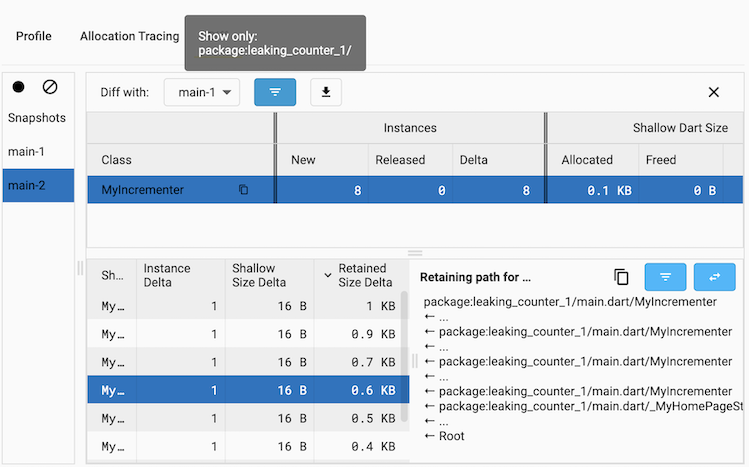 Profile
Allocation Tracing
Show only:
package:leaking_counter_1/
Diff with:
main-1
Snapshots
main-1
main-2
Instances
Shallow Dart Size
Class
New
Released
Delta
Allocated
Freed
MyIncrementer
8
0
8
0.1 KB
0 B
Sh...
Instance
Delta
Shallow
Size Delta
Retained
Size Delta
My... 1 16 B 1 KB
My... 1 16 B 0.9 KB
My... 1 16 B 0.7 KB
My... 1 16 B 0.6 KB
My... 1 16 B 0.5 KB
My... 1 16 B 0.4 KB
Retaining path for ...
package:leaking_counter_1/main.dart/MyIncrementer
← ...
← package:leaking_counter_1/main.dart/MyIncrementer
← ...
← package:leaking_counter_1/main.dart/MyIncrementer
← ...
← package:leaking_counter_1/main.dart/MyIncrementer
← package:leaking_counter_1/main.dart/_MyHomePageSt
← ...
← Root